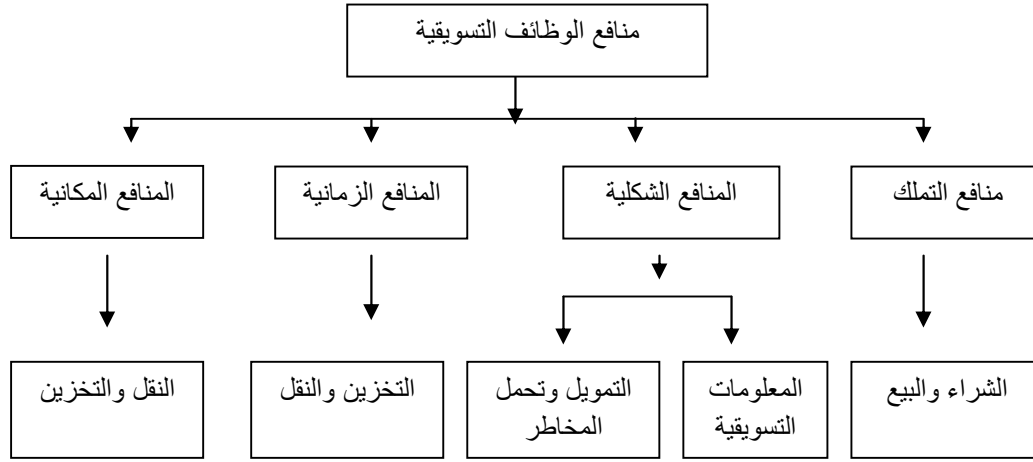 منافع الوظائف التسويقية
منافع التملك
المنافع الشكلية
المنافع الزمانية
المنافع المكانية
الشراء والبيع
المعلومات
التسويقية
التمويل وتحمل
المخاطر
التخزين والنقل
النقل والتخزين